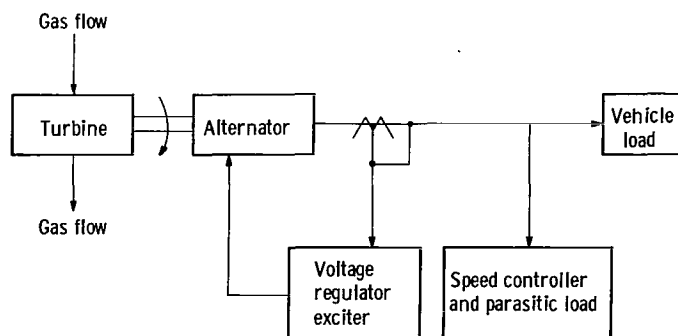 Gas flow
Turbine
Alternator
Vehicle
load
Gas flow
Voltage
regulator
exciter
Speed controller
and parasitic load